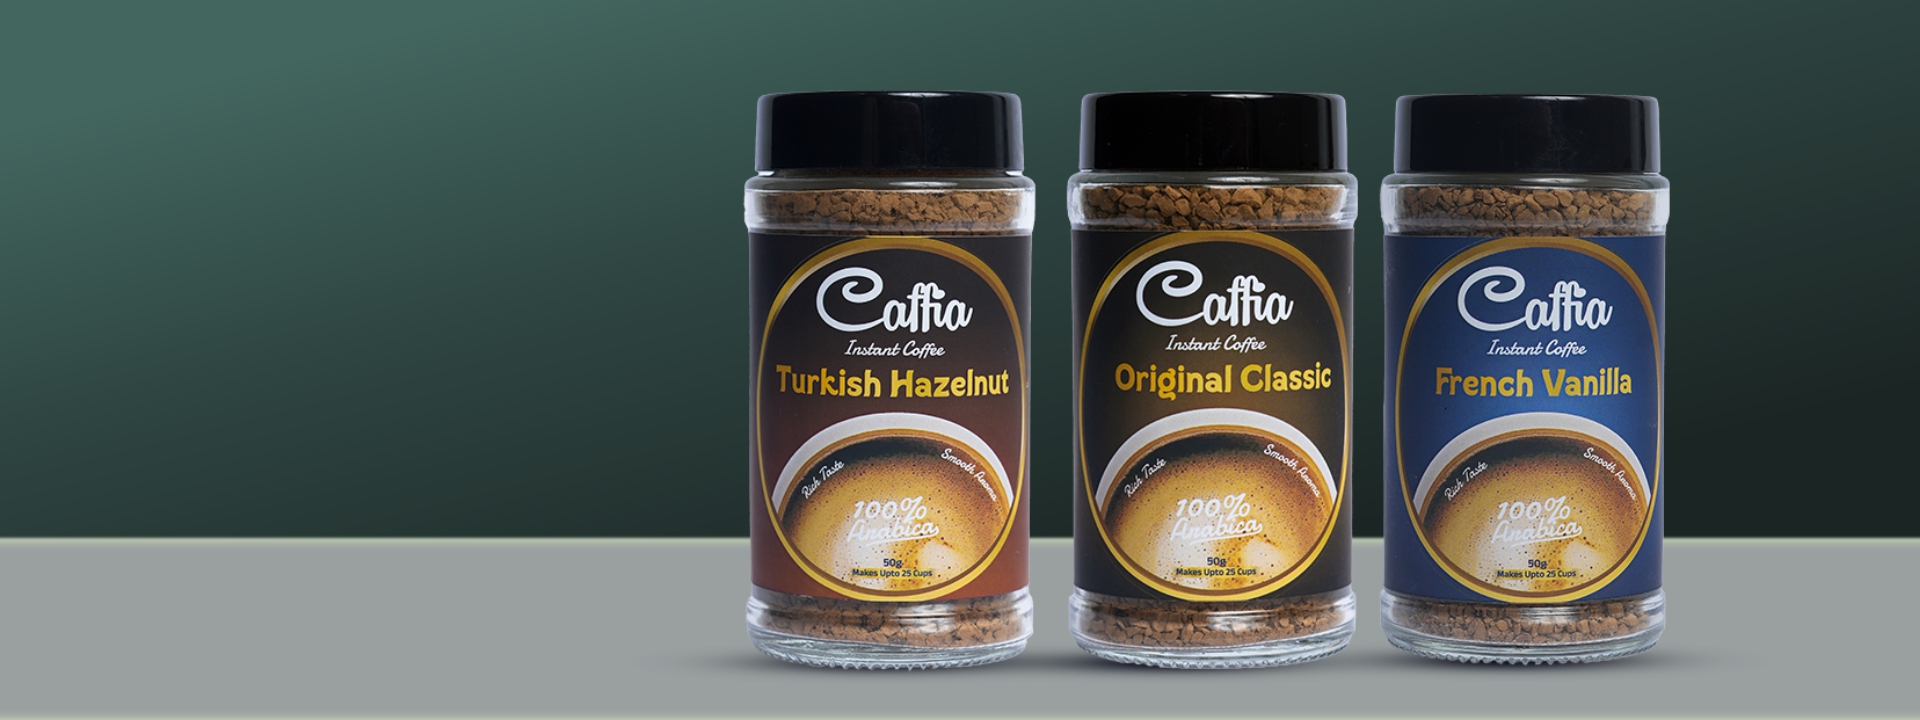 Caffia
Instant Coffee
Turkish Hazelnut
Rich Taste
Smooth Aroma
100%
Arabica
50g
Makes Upto 25 Cups
Caffia
Instant Coffee
Original Classic
Rich Taste
Smooth Aroma
100%
Arabica
50g
Makes Upto 25 Cups
Caffia
Instant Coffee
French Vanilla
Rich Taste
Smooth Aroma
100%
Arabica
50g
Makes Upto 25 Cups